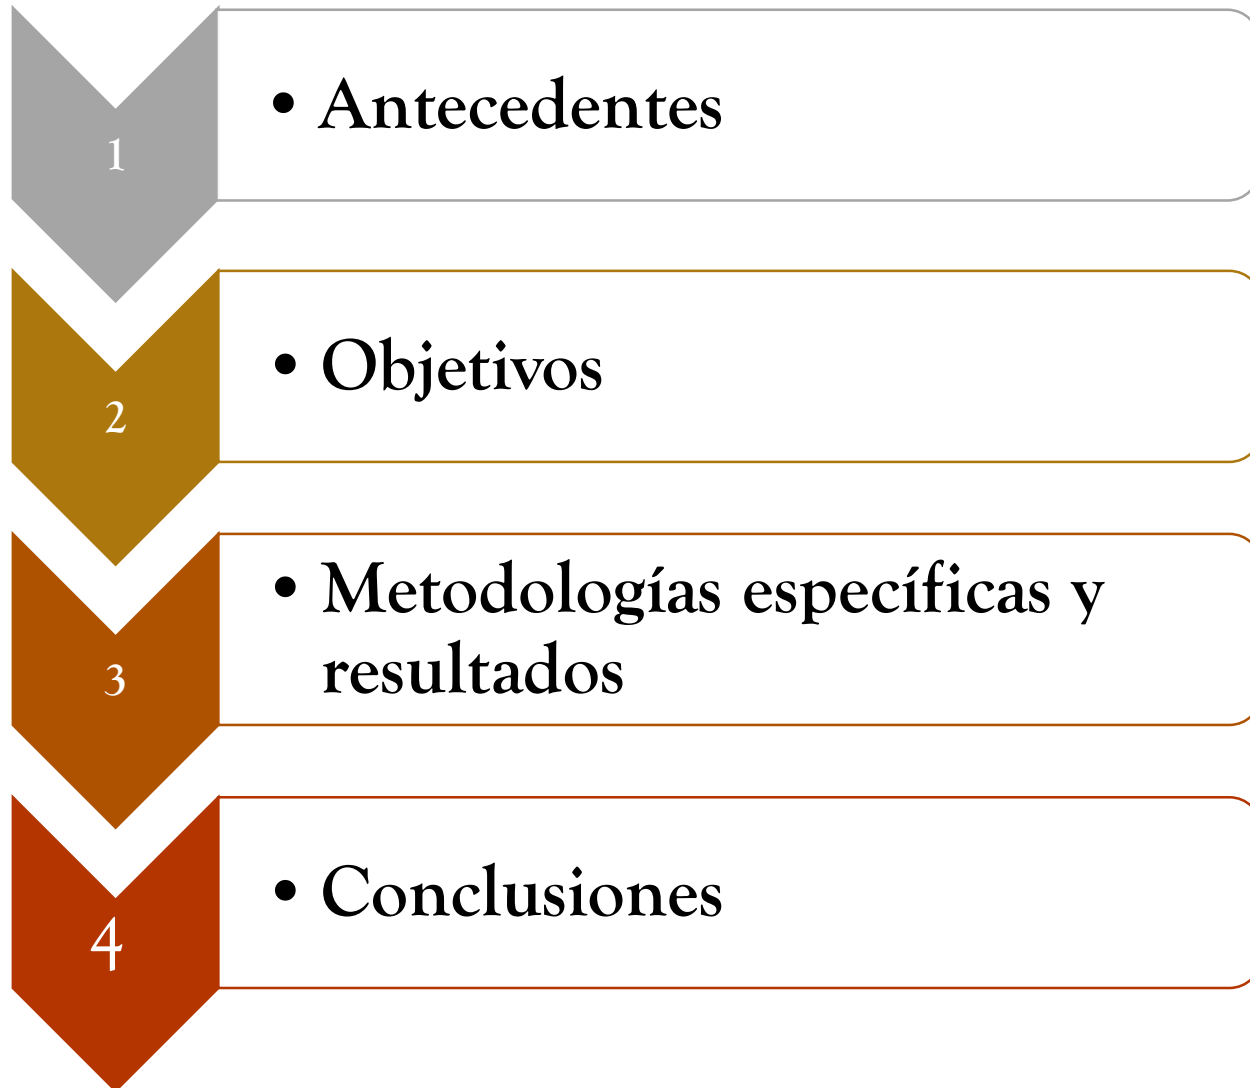 1
• Antecedentes
2
• Objetivos
3
• Metodologías específicas y
resultados
4
• Conclusiones